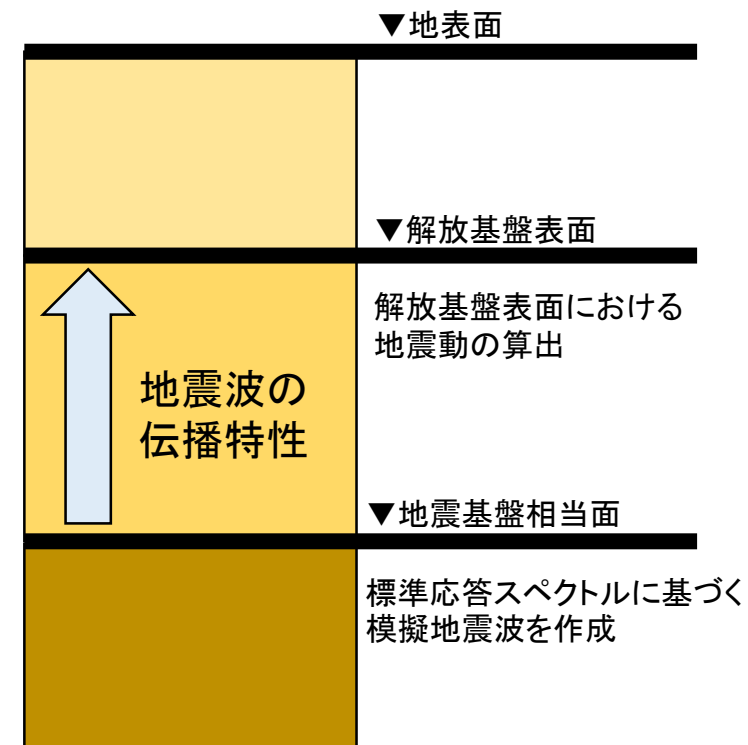 ▼地表面
▼解放基盤表面
解放基盤表面における
地震動の算出
地震波の
伝播特性
▼地震基盤相当面
標準応答スペクトルに基づく
模擬地震波を作成